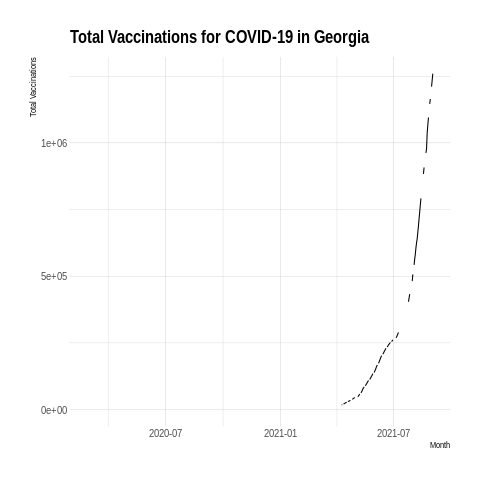 Total Vaccinations for COVID-19 in Georgia
Total Vaccinations
1e+06
5e+05
0e+00
2020-07 2021-01 2021-07
Month